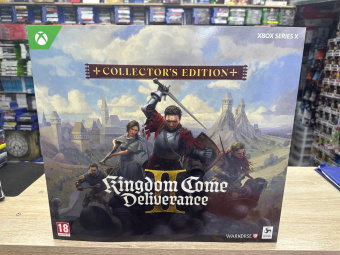 XBOX SERIES X
COLLECTOR'S EDITION
Kingdom Come
II
Deliverance
18
WARHORSE